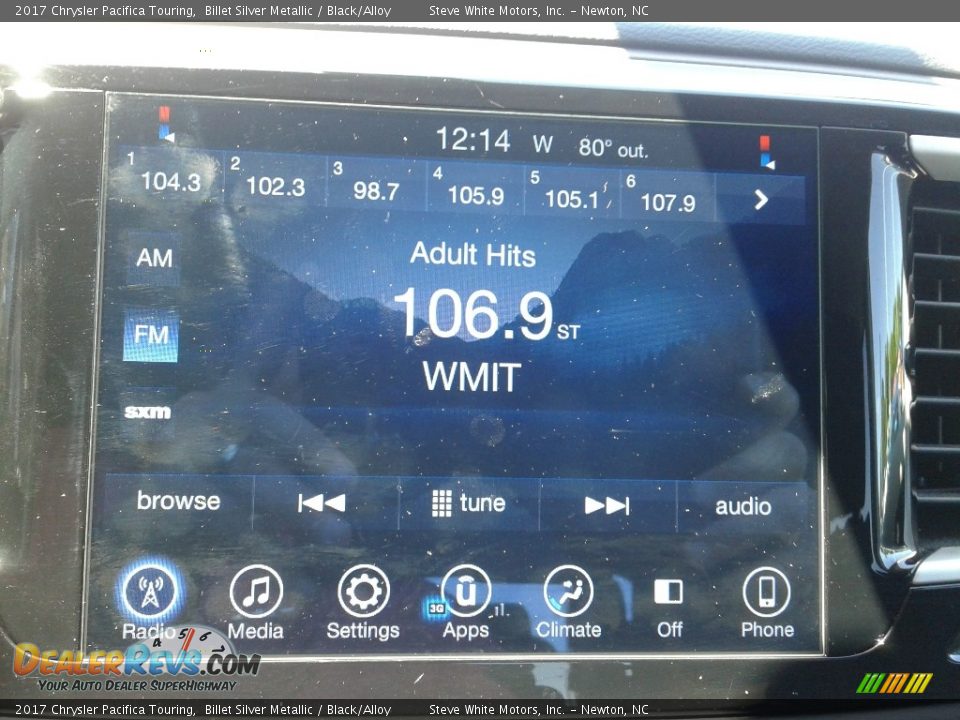 2017 Chrysler Pacifica Touring, Billet Silver Metallic / Black/Alloy Steve White Motors, Inc. - Newton, NC
12:14 W 80° out.
1 104.3 2 102.3 3 98.7 4 105.9 5 105.1 6 107.9
AM
Adult Hits
FM
106.9 ST
WMIT
sxm
browse tune audio
3G
Radio Media Settings Apps Climate Off Phone
4 5 6
DealerRevs.com
Your Auto Dealer SuperHighway
2017 Chrysler Pacifica Touring, Billet Silver Metallic / Black/Alloy Steve White Motors, Inc. - Newton, NC